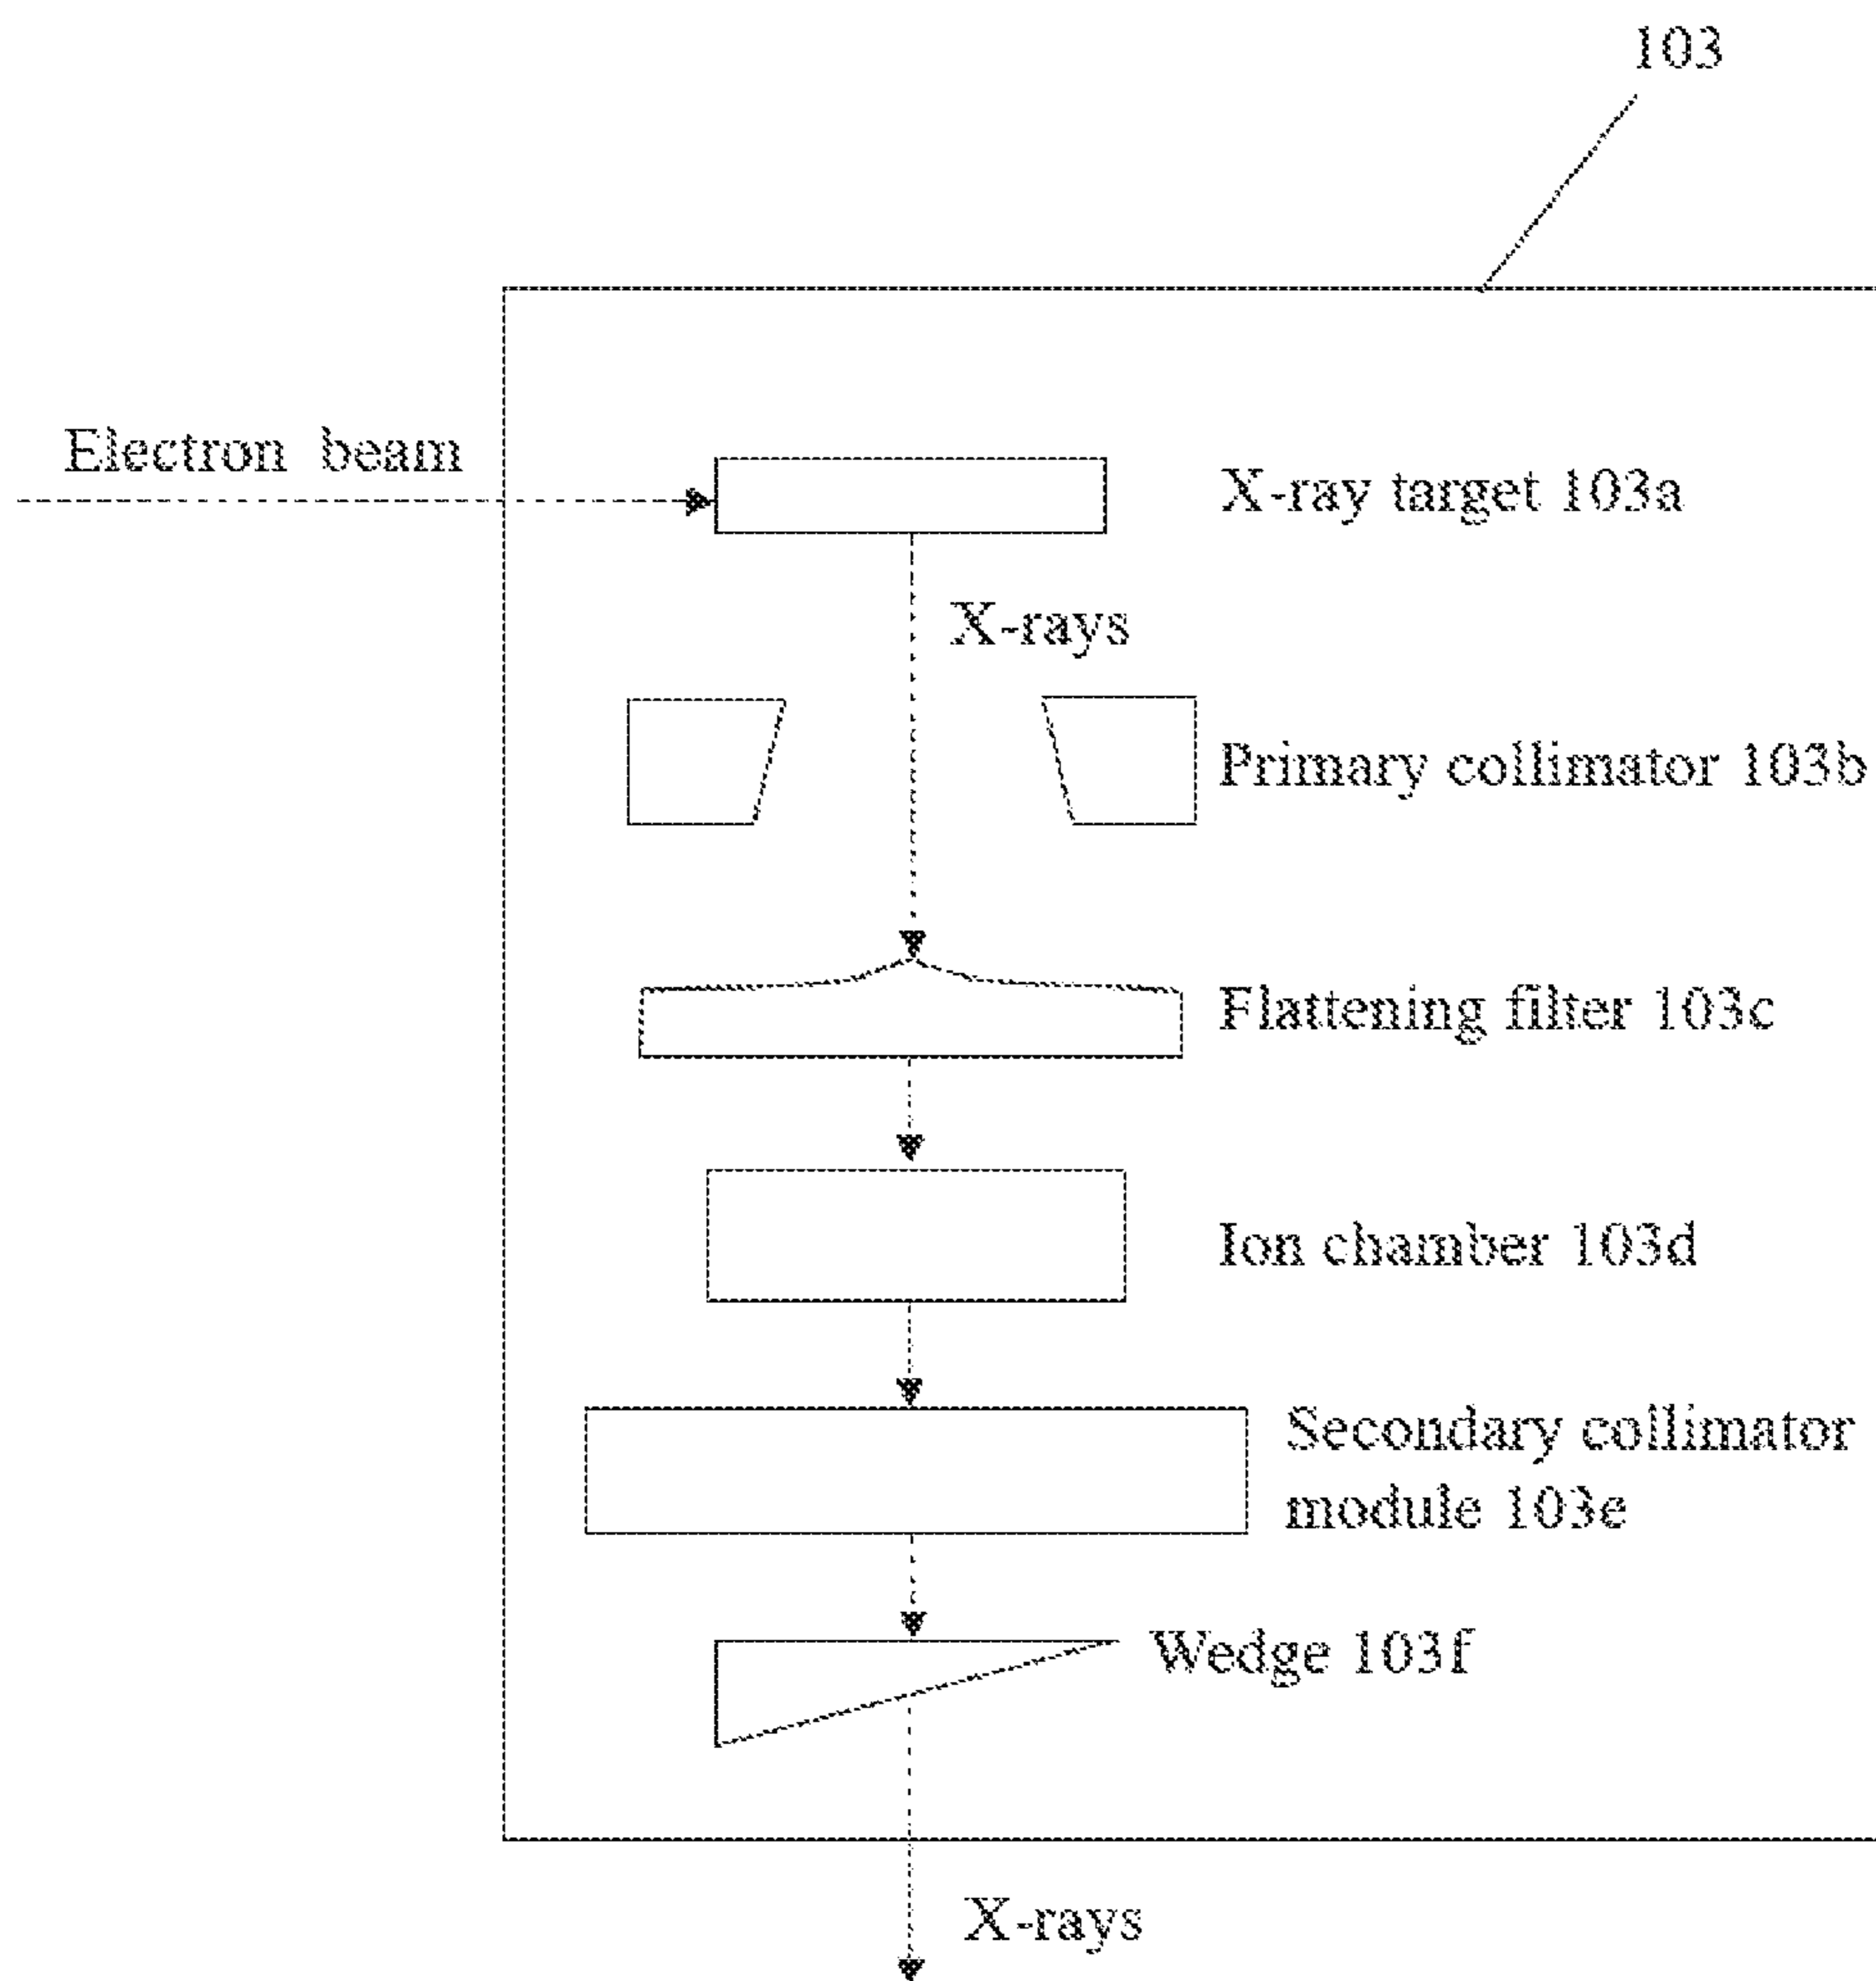 103
Electron beam
X-ray target 103a
X-rays
Primary collimator 103b
Flattening filter 103c
Ion chamber 103d
Secondary collimator
module 103e
Wedge 103f
X-rays